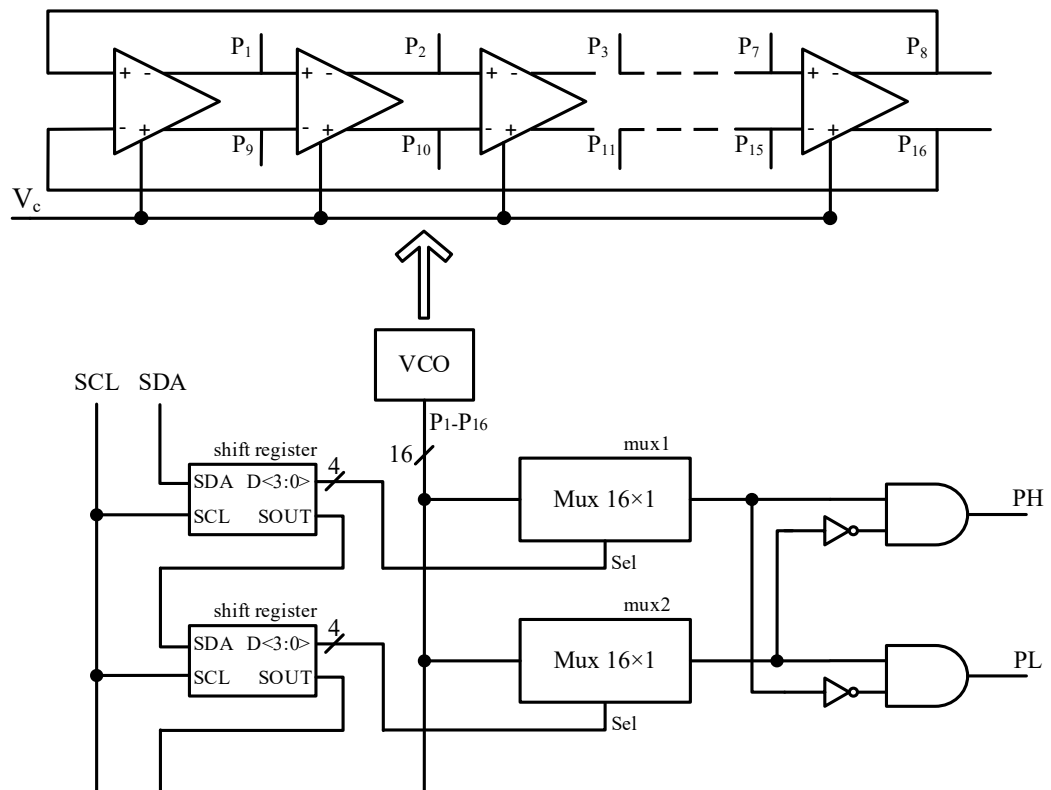 P1 P2 P3 P7 P8
+ - + - + - + -
- + - + - + - +
P9 P10 P11 P15 P16
Vc
VCO
SCL SDA
P1-P16
16
shift register
SDA D<3:0>
SCL SOUT
4
mux1
Mux 16×1
Sel
PH
shift register
SDA D<3:0>
SCL SOUT
4
mux2
Mux 16×1
Sel
PL